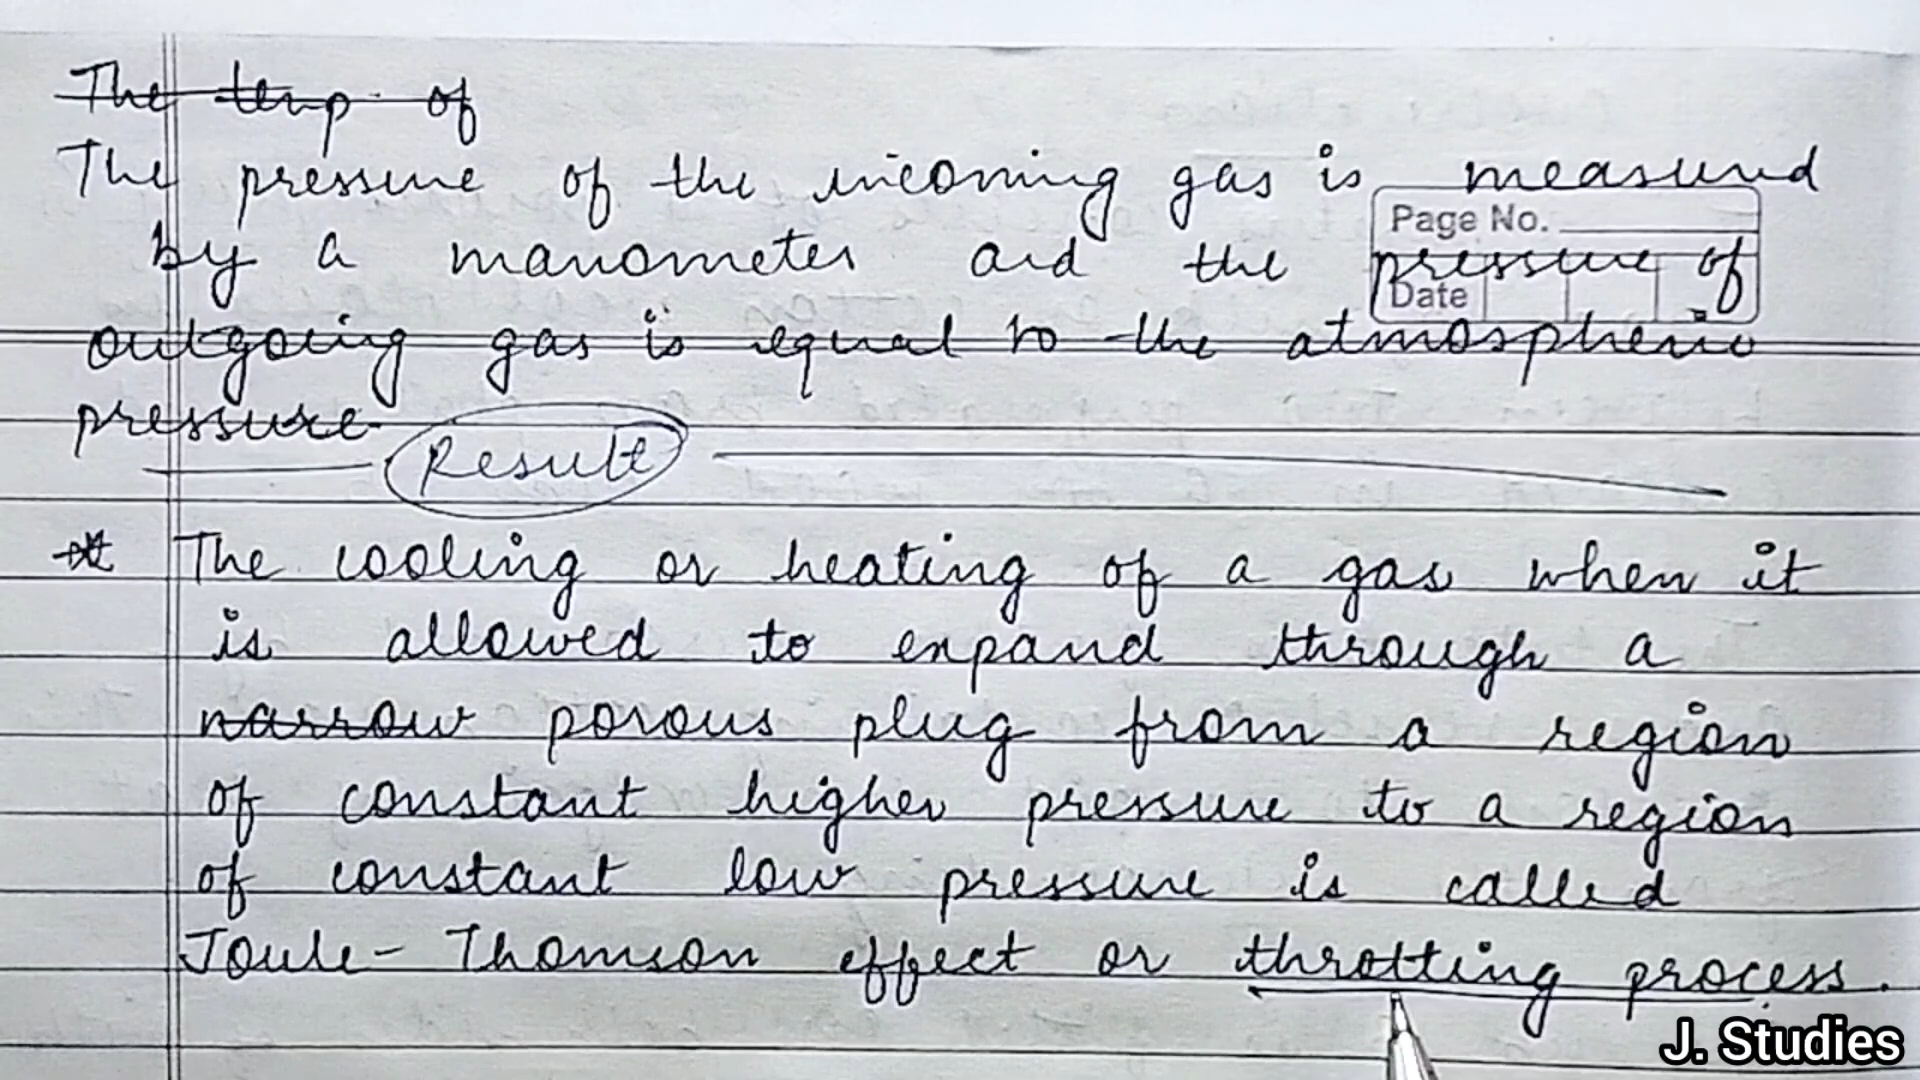 The temp. of
The pressure of the incoming gas is measured
Page No.
by a manometer and the pressure of
Date
outgoing gas is equal to the atmospheric
pressure.
Result
The cooling or heating of a gas when it
is allowed to expand through a
narrow porous plug from a region
of constant higher pressure to a region
of constant low pressure is called
Joule-Thomson effect or throtting process.
J. Studies